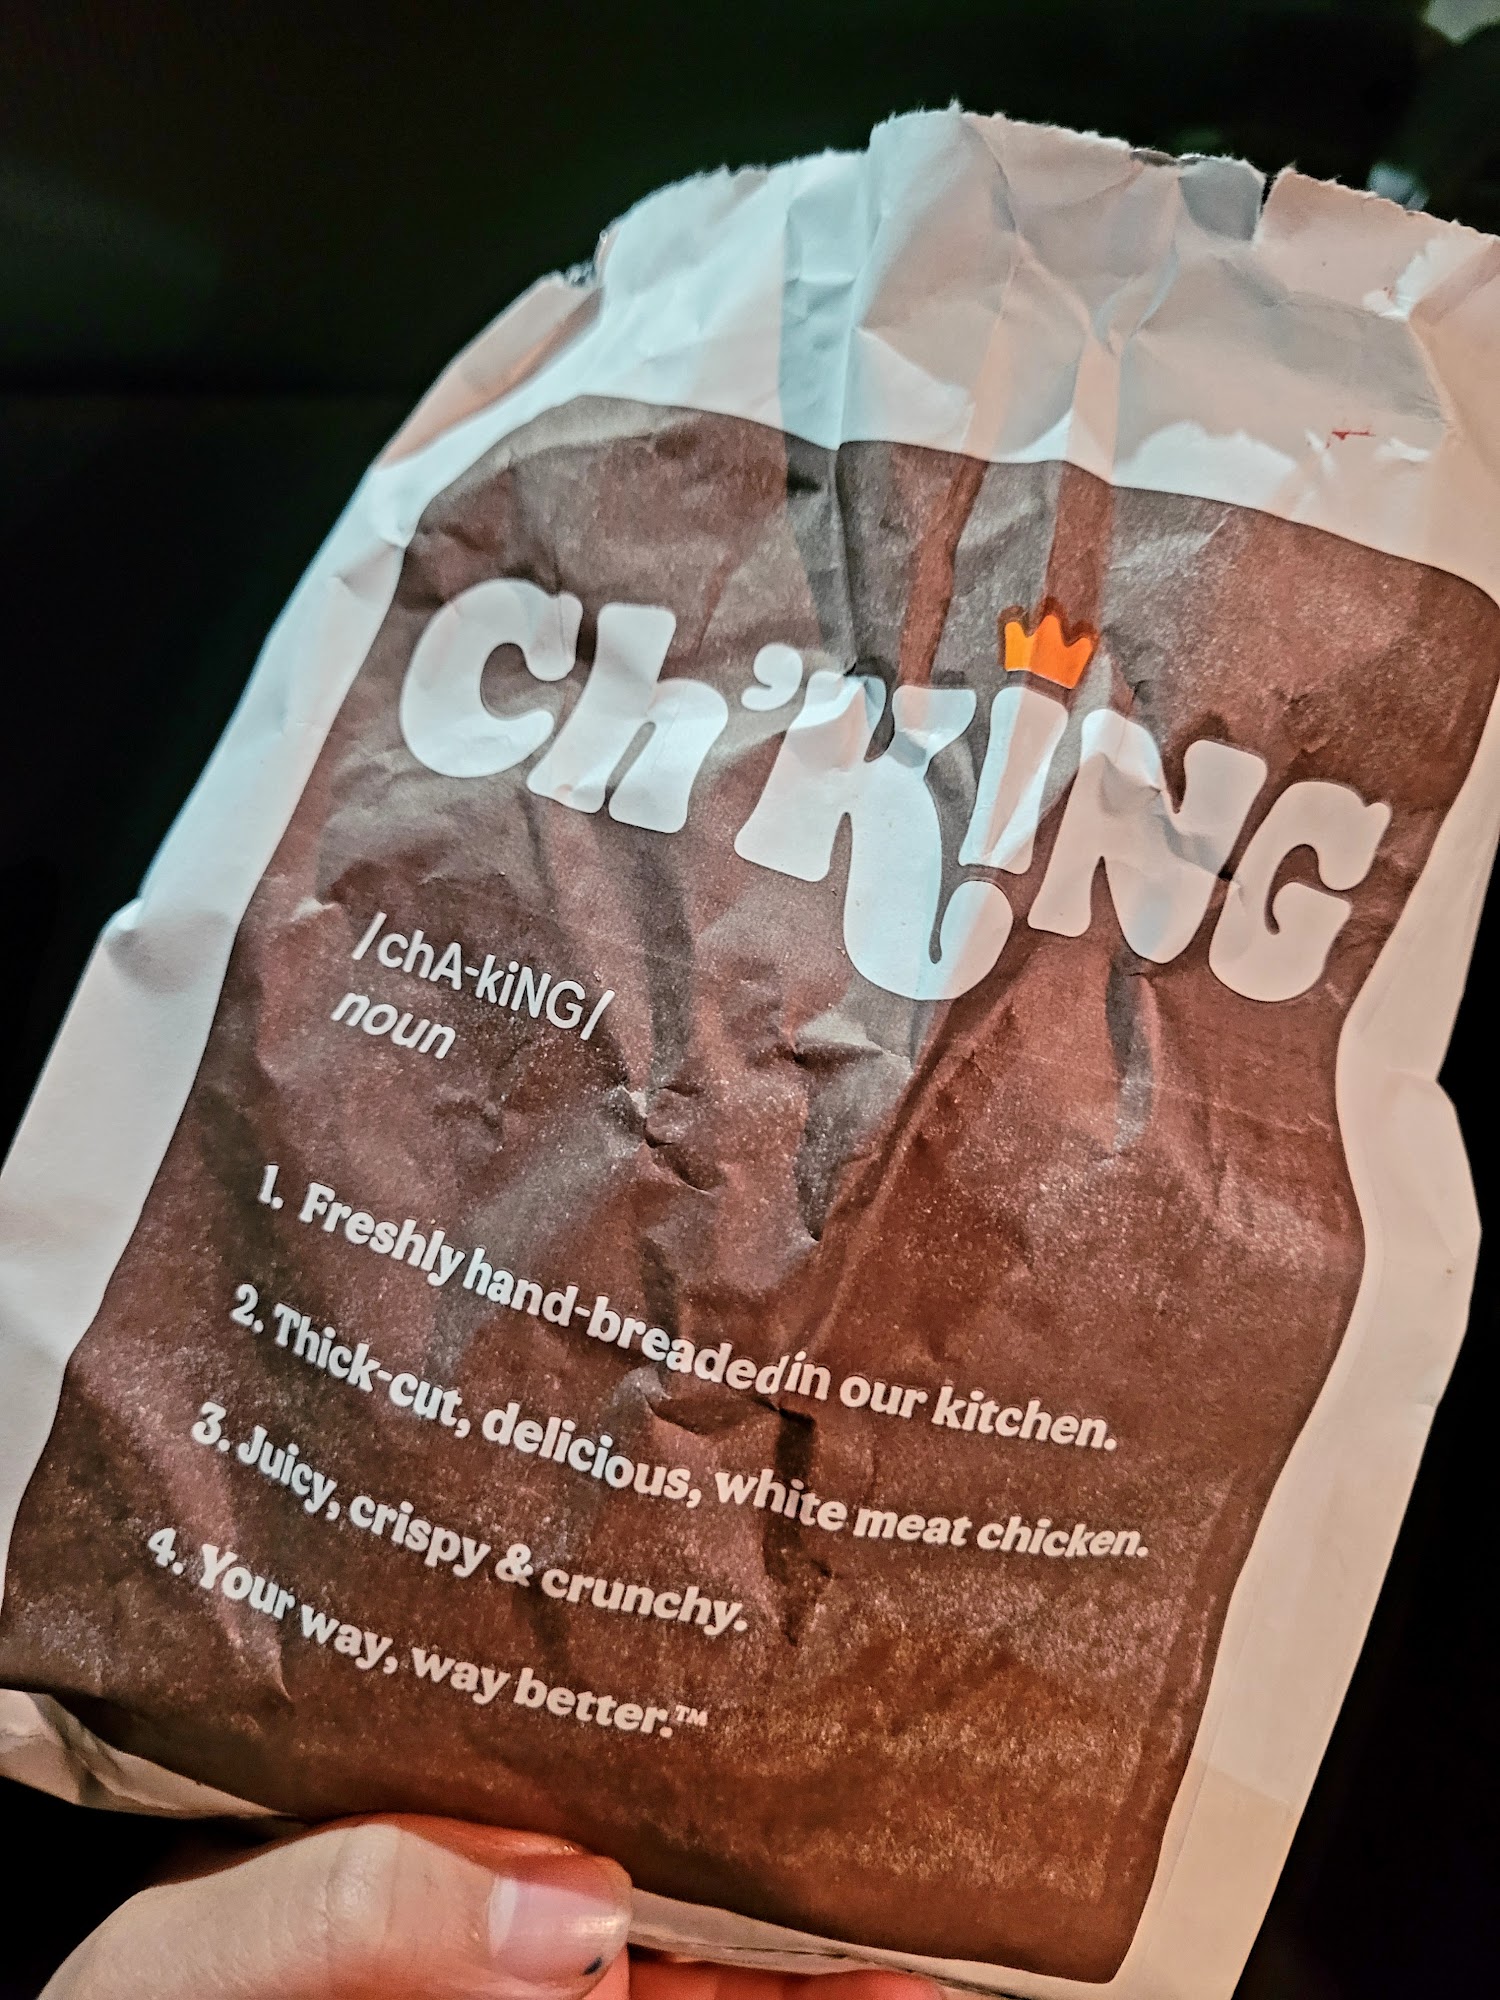 Ch'KiNG
/chA-kiNG/
noun
1. Freshly hand-breaded in our kitchen.
2. Thick-cut, delicious, white meat chicken.
3. Juicy, crispy & crunchy.
4. Your way, way better.™